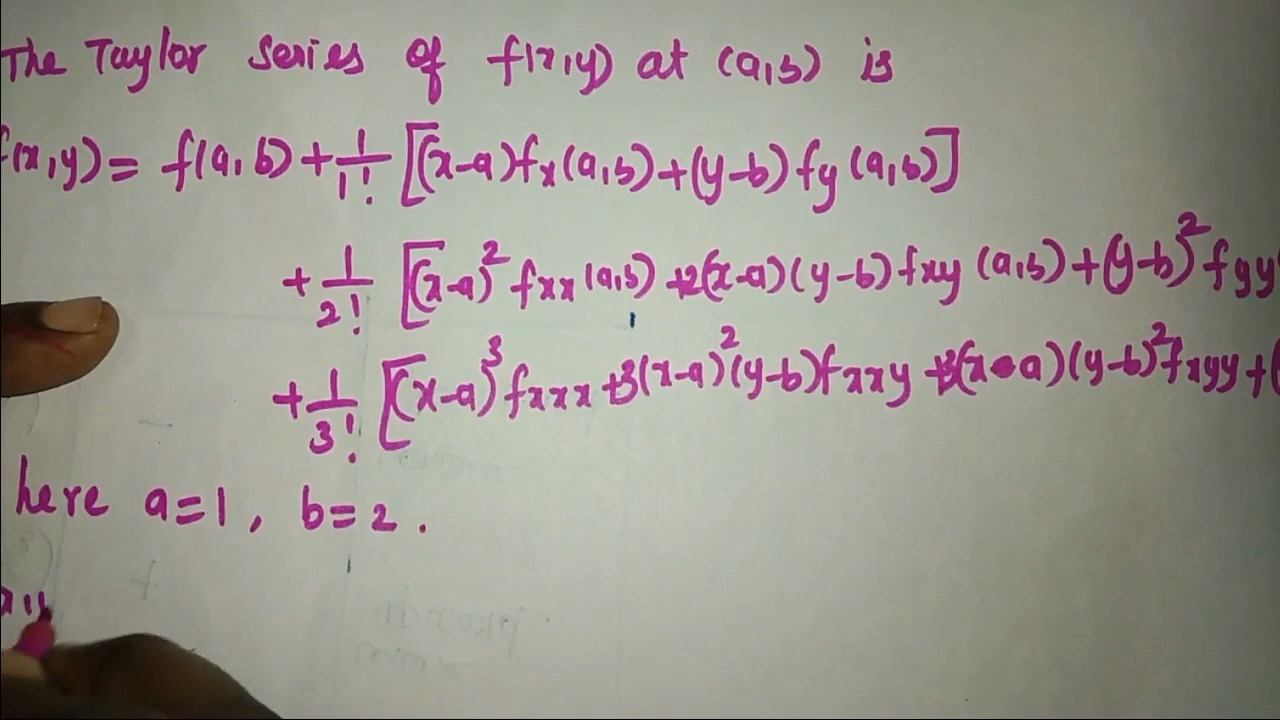 The Taylor Series of f(x,y) at (a,b) is
f(x,y) = f(a,b) + 1/1! [(x-a)fx(a,b) + (y-b)fy(a,b)]
+ 1/2! [(x-a)² fxx(a,b) + 2(x-a)(y-b)fxy(a,b) + (y-b)² fyy
+ 1/3! [(x-a)³ fxxx + 3(x-a)²(y-b)fxxy + 3(x-a)(y-b)² fxyy + (
here a=1, b=2.